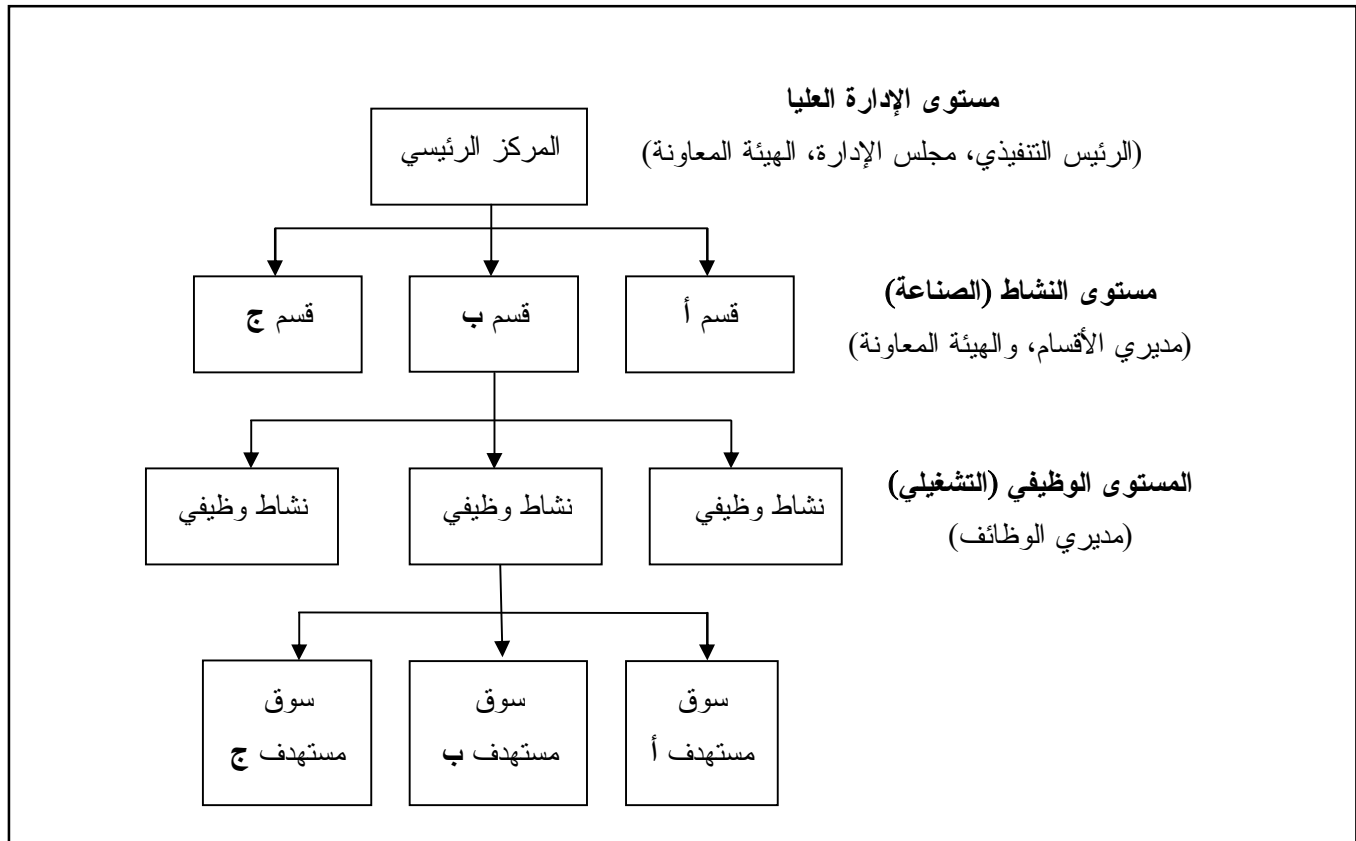 مستوى الإدارة العليا
(الرئيس التنفيذي، مجلس الإدارة، الهيئة المعاونة)
المركز الرئيسي
مستوى النشاط (الصناعة)
(مديري الأقسام، والهيئة المعاونة)
قسم أ
قسم ب
قسم ج
المستوى الوظيفي (التشغيلي)
(مديري الوظائف)
نشاط وظيفي
نشاط وظيفي
نشاط وظيفي
سوق
مستهدف أ
سوق
مستهدف ب
سوق
مستهدف ج